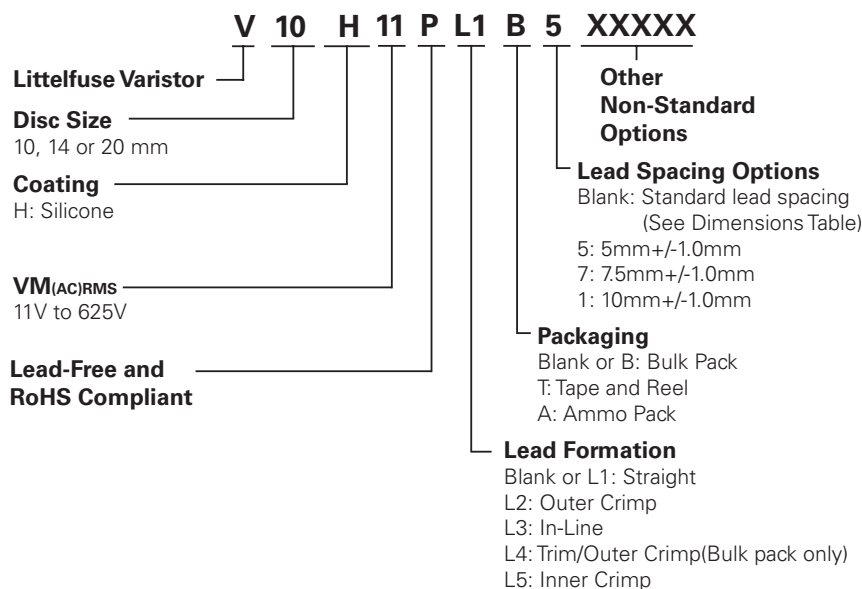 V 10 H 11 P L1 B 5 XXXXX
Littelfuse Varistor
Disc Size
10, 14 or 20 mm
Coating
H: Silicone
VM(AC)RMS
11V to 625V
Lead-Free and
RoHS Compliant
Other
Non-Standard
Options
Lead Spacing Options
Blank: Standard lead spacing
(See Dimensions Table)
5: 5mm+/-1.0mm
7: 7.5mm+/-1.0mm
1: 10mm+/-1.0mm
Packaging
Blank or B: Bulk Pack
T: Tape and Reel
A: Ammo Pack
Lead Formation
Blank or L1: Straight
L2: Outer Crimp
L3: In-Line
L4: Trim/Outer Crimp(Bulk pack only)
L5: Inner Crimp